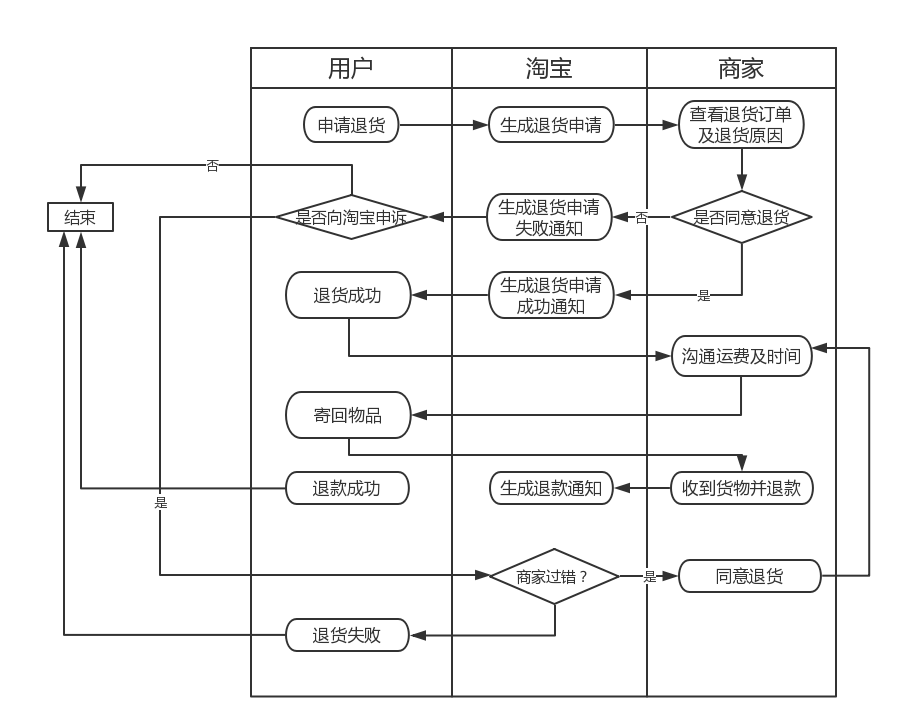 用户
淘宝
商家
申请退货
生成退货申请
查看退货订单
及退货原因
否
结束
是否向淘宝申诉
生成退货申请
失败通知
否
是否同意退货
退货成功
生成退货申请
成功通知
是
沟通运费及时间
寄回物品
退款成功
生成退款通知
收到货物并退款
是
商家过错？
是
同意退货
退货失败